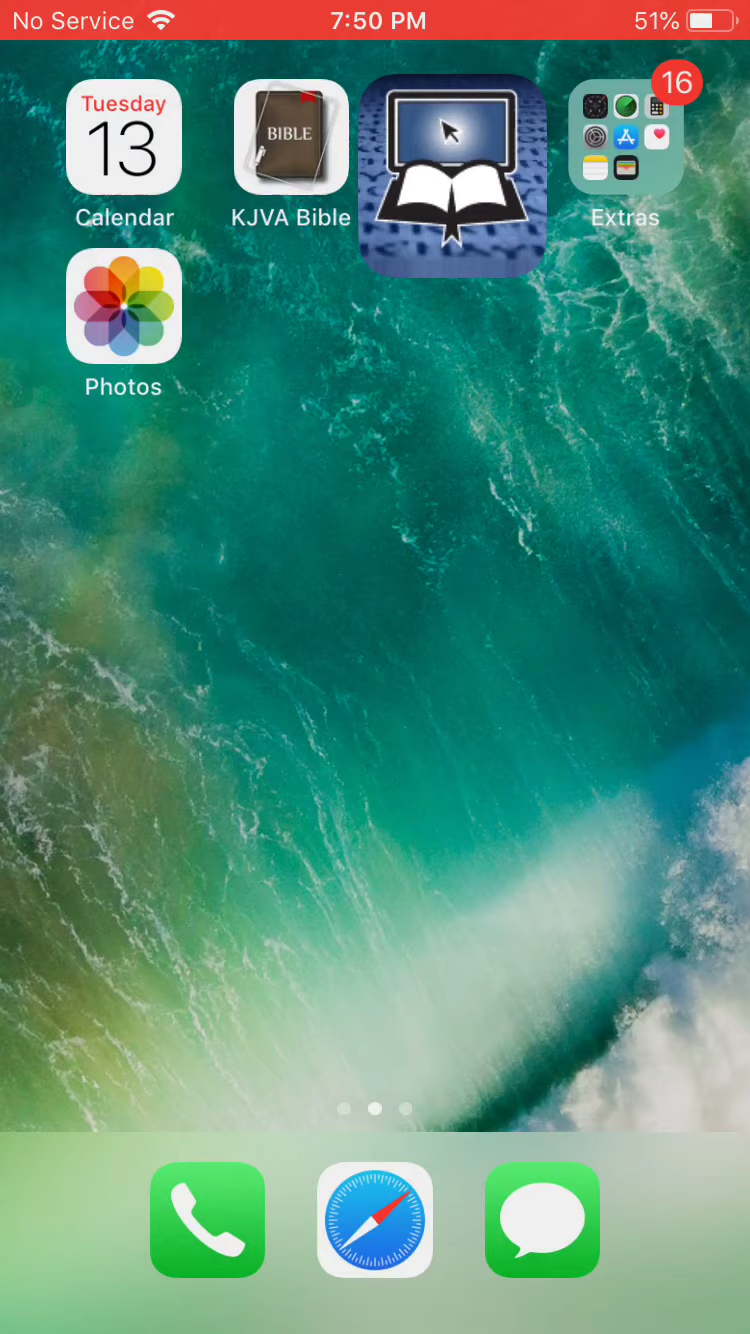 No Service 7:50 PM 51%
16
Tuesday
13
BIBLE
Calendar KJVA Bible Extras
Photos